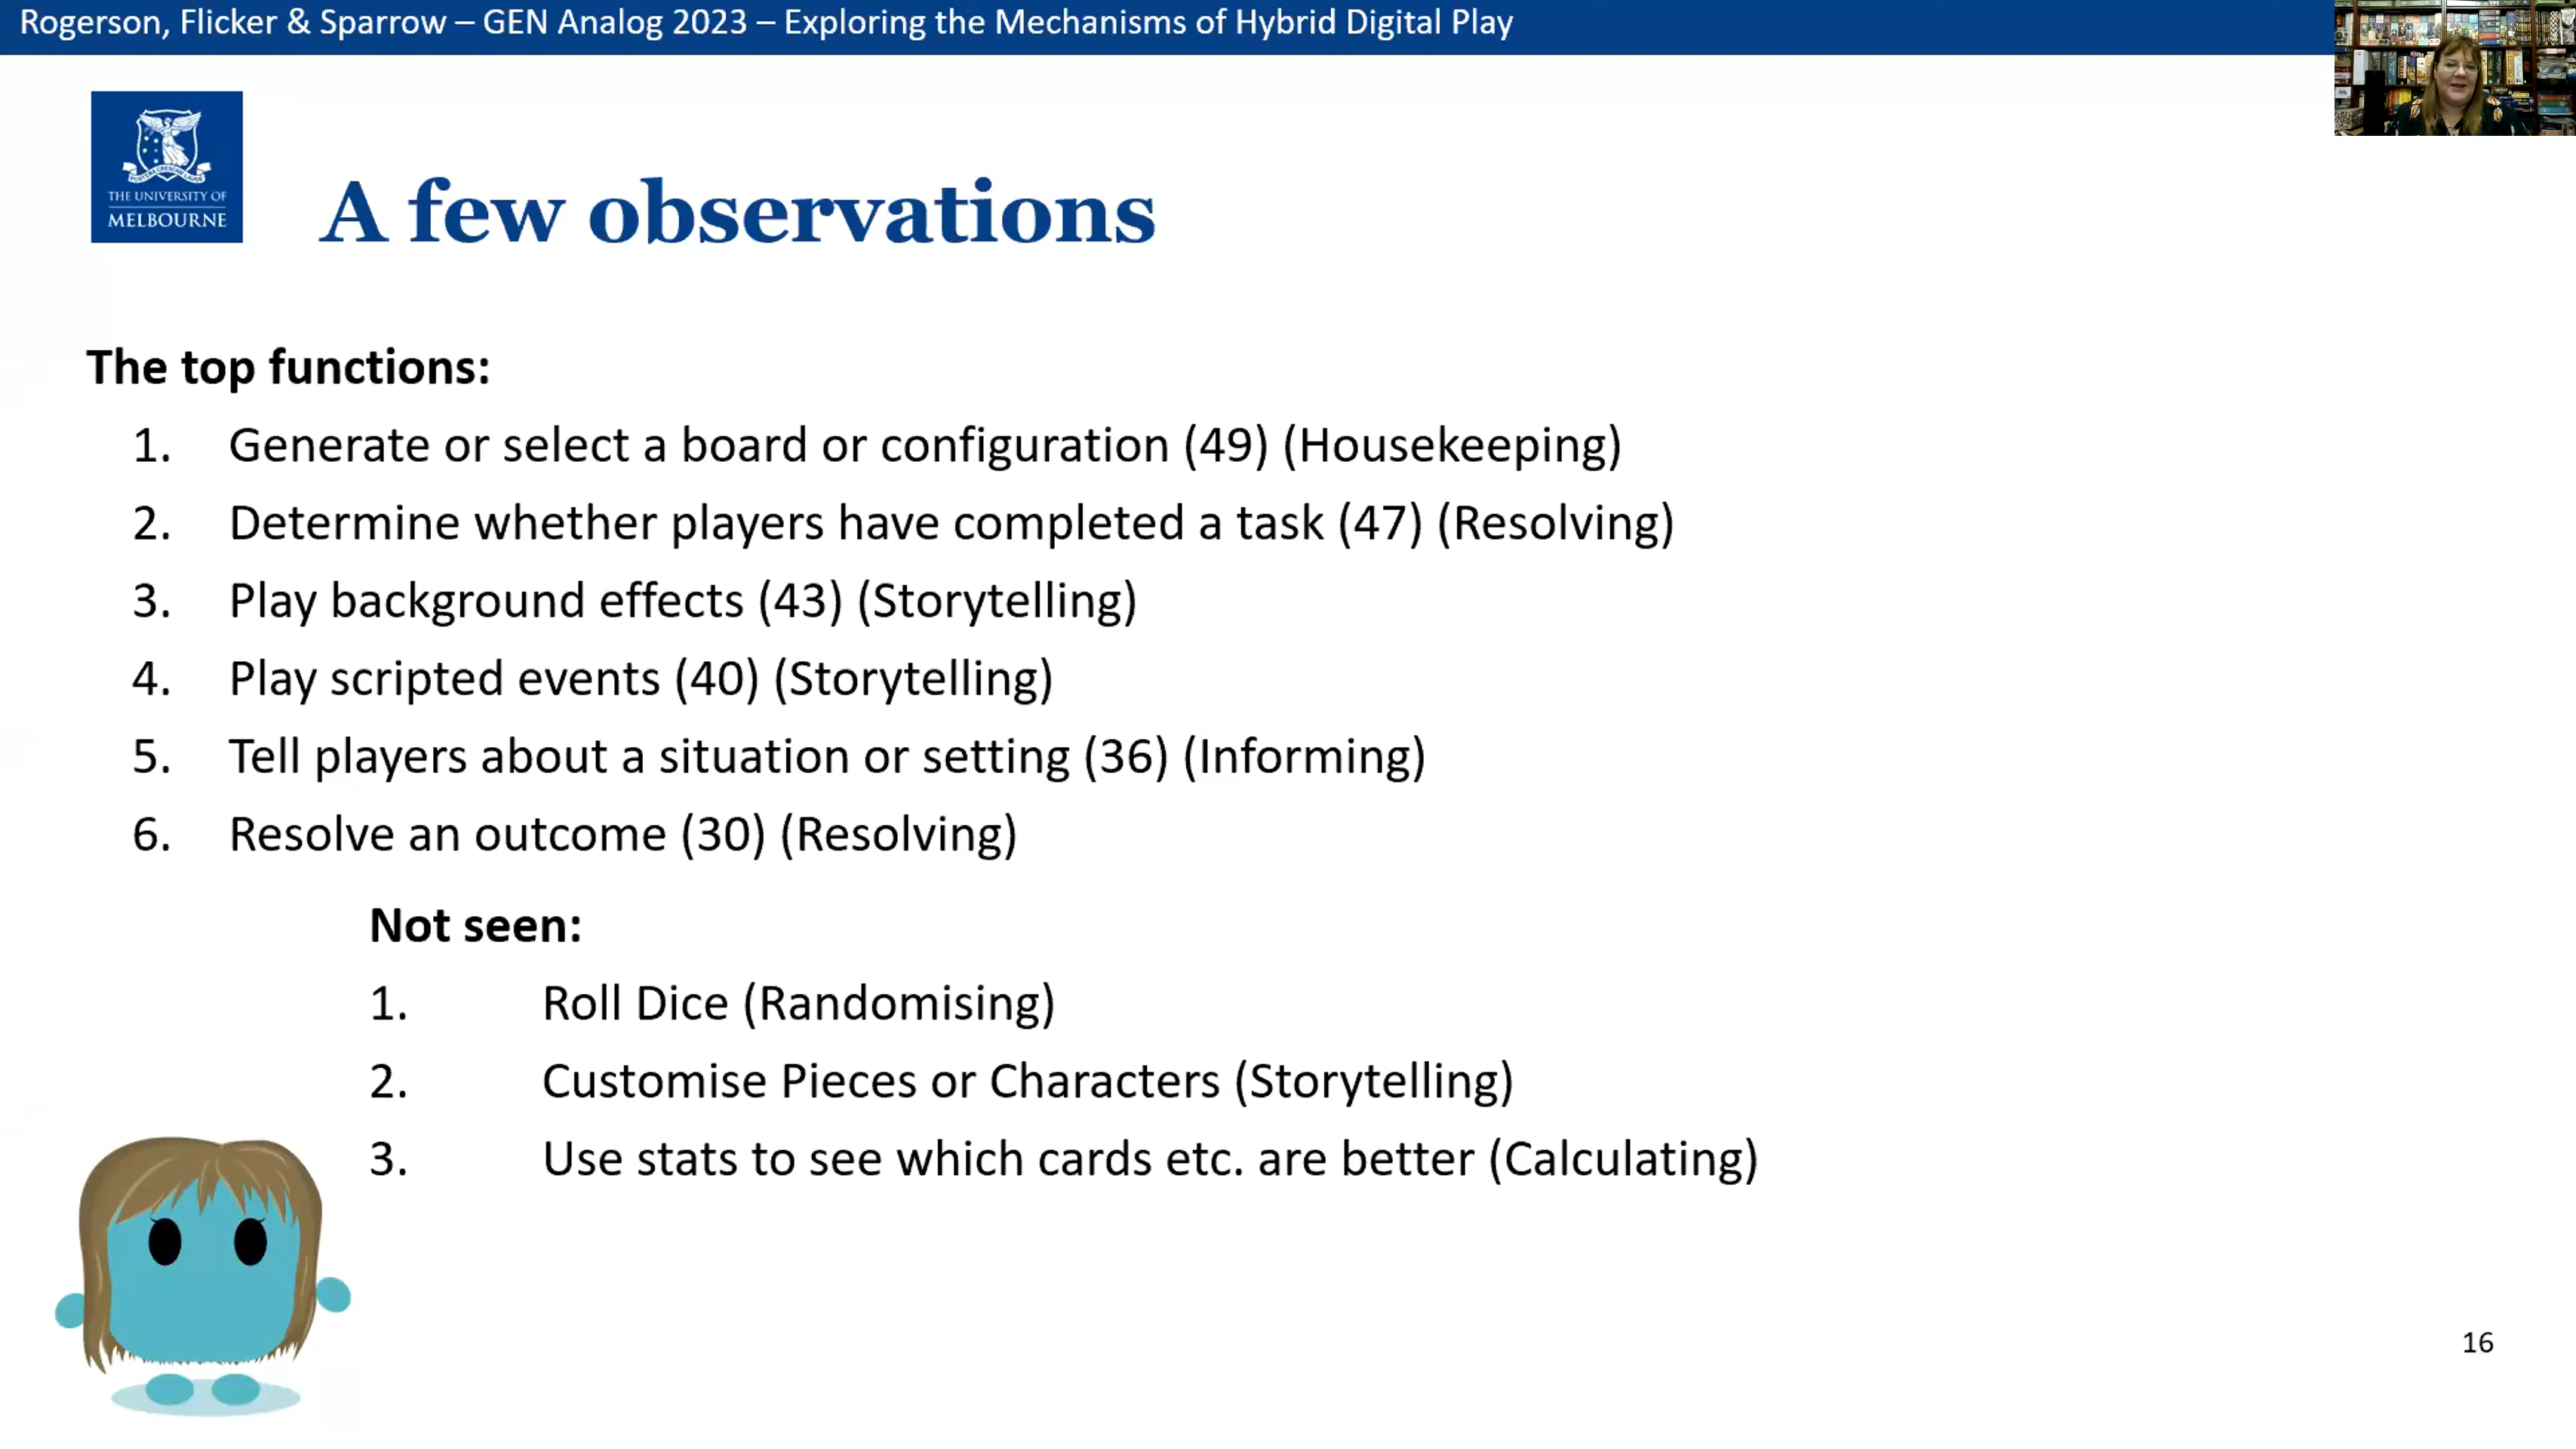 Rogerson, Flicker & Sparrow – GEN Analog 2023 – Exploring the Mechanisms of Hybrid Digital Play
THE UNIVERSITY OF
MELBOURNE
A few observations
The top functions:
1. Generate or select a board or configuration (49) (Housekeeping)
2. Determine whether players have completed a task (47) (Resolving)
3. Play background effects (43) (Storytelling)
4. Play scripted events (40) (Storytelling)
5. Tell players about a situation or setting (36) (Informing)
6. Resolve an outcome (30) (Resolving)
Not seen:
1. Roll Dice (Randomising)
2. Customise Pieces or Characters (Storytelling)
3. Use stats to see which cards etc. are better (Calculating)
16